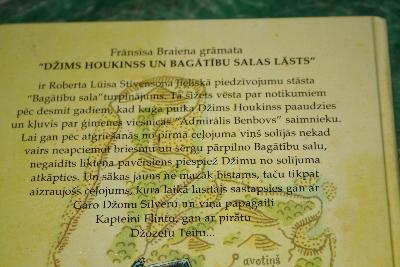 Frānsisa Braiena grāmata
"DŽIMS HOUKINSS UN BAGĀTĪBU SALAS LĀSTS"
ir Roberta Lūisa Stīvensona lieliskā piedzīvojumu stāsta
"Bagātību sala" turpinājums. Tā sižets vēsta par notikumiem
pēc desmit gadiem, kad kuģa puika Džims Houkinss paaudzies
un kļuvis par ģimenes viesnīcas "Admirālis Benbovs" saimnieku.
Lai gan pēc atgriešanās no pirmā ceļojuma viņš solījās nekad
vairs neapciemot briesmu un sērgu pārpilno Bagātību salu,
negaidīts likteņa pavērsiens piespiež Džimu no solījuma
atkāpties. Un sākas jauns ne mazāk bīstams, taču tikpat
aizraujošs ceļojums, kura laikā lasītājs sastapsies gan ar
Garo Džonu Silveru un viņa papagaili
Kapteini Flintu, gan ar pirātu
Džozefu Teitu...
avotiņš